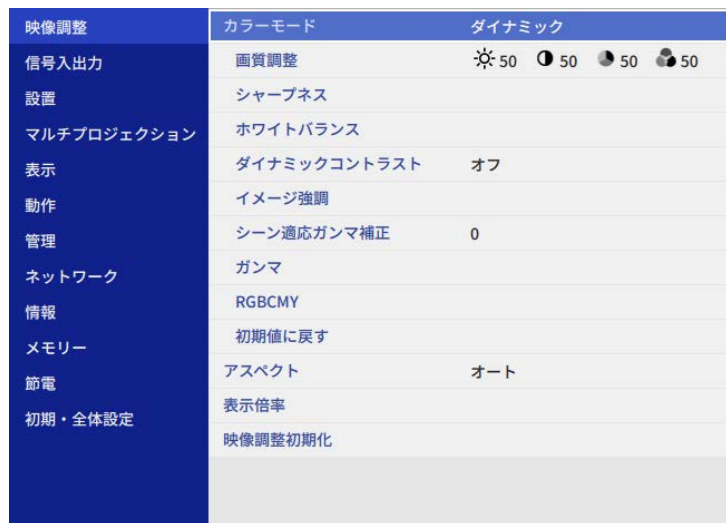 映像調整
信号入出力
設置
マルチプロジェクション
表示
動作
管理
ネットワーク
情報
メモリー
節電
初期・全体設定
カラーモード ダイナミック
画質調整 50 50 50 50
シャープネス
ホワイトバランス
ダイナミックコントラスト オフ
イメージ強調
シーン適応ガンマ補正 0
ガンマ
RGBCMY
初期値に戻す
アスペクト オート
表示倍率
映像調整初期化